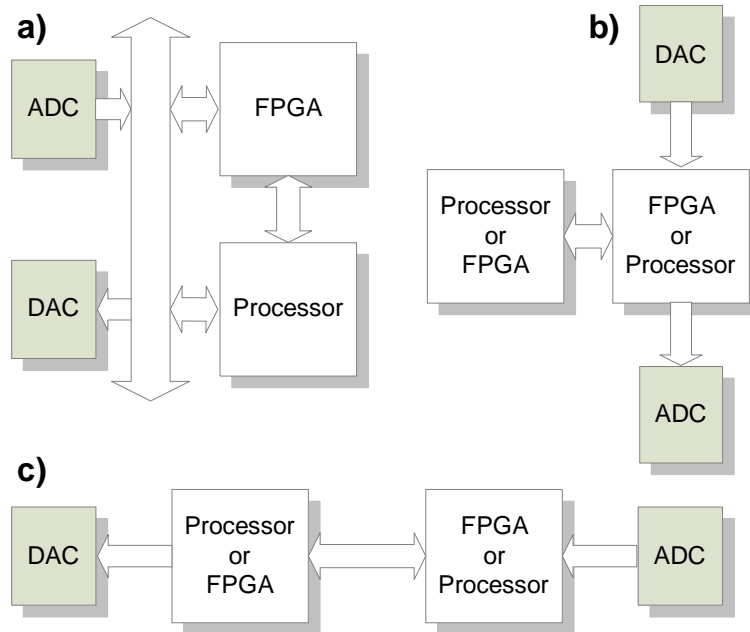 a)
ADC
FPGA
DAC
Processor
b)
DAC
Processor
or
FPGA
FPGA
or
Processor
ADC
c)
DAC
Processor
or
FPGA
FPGA
or
Processor
ADC